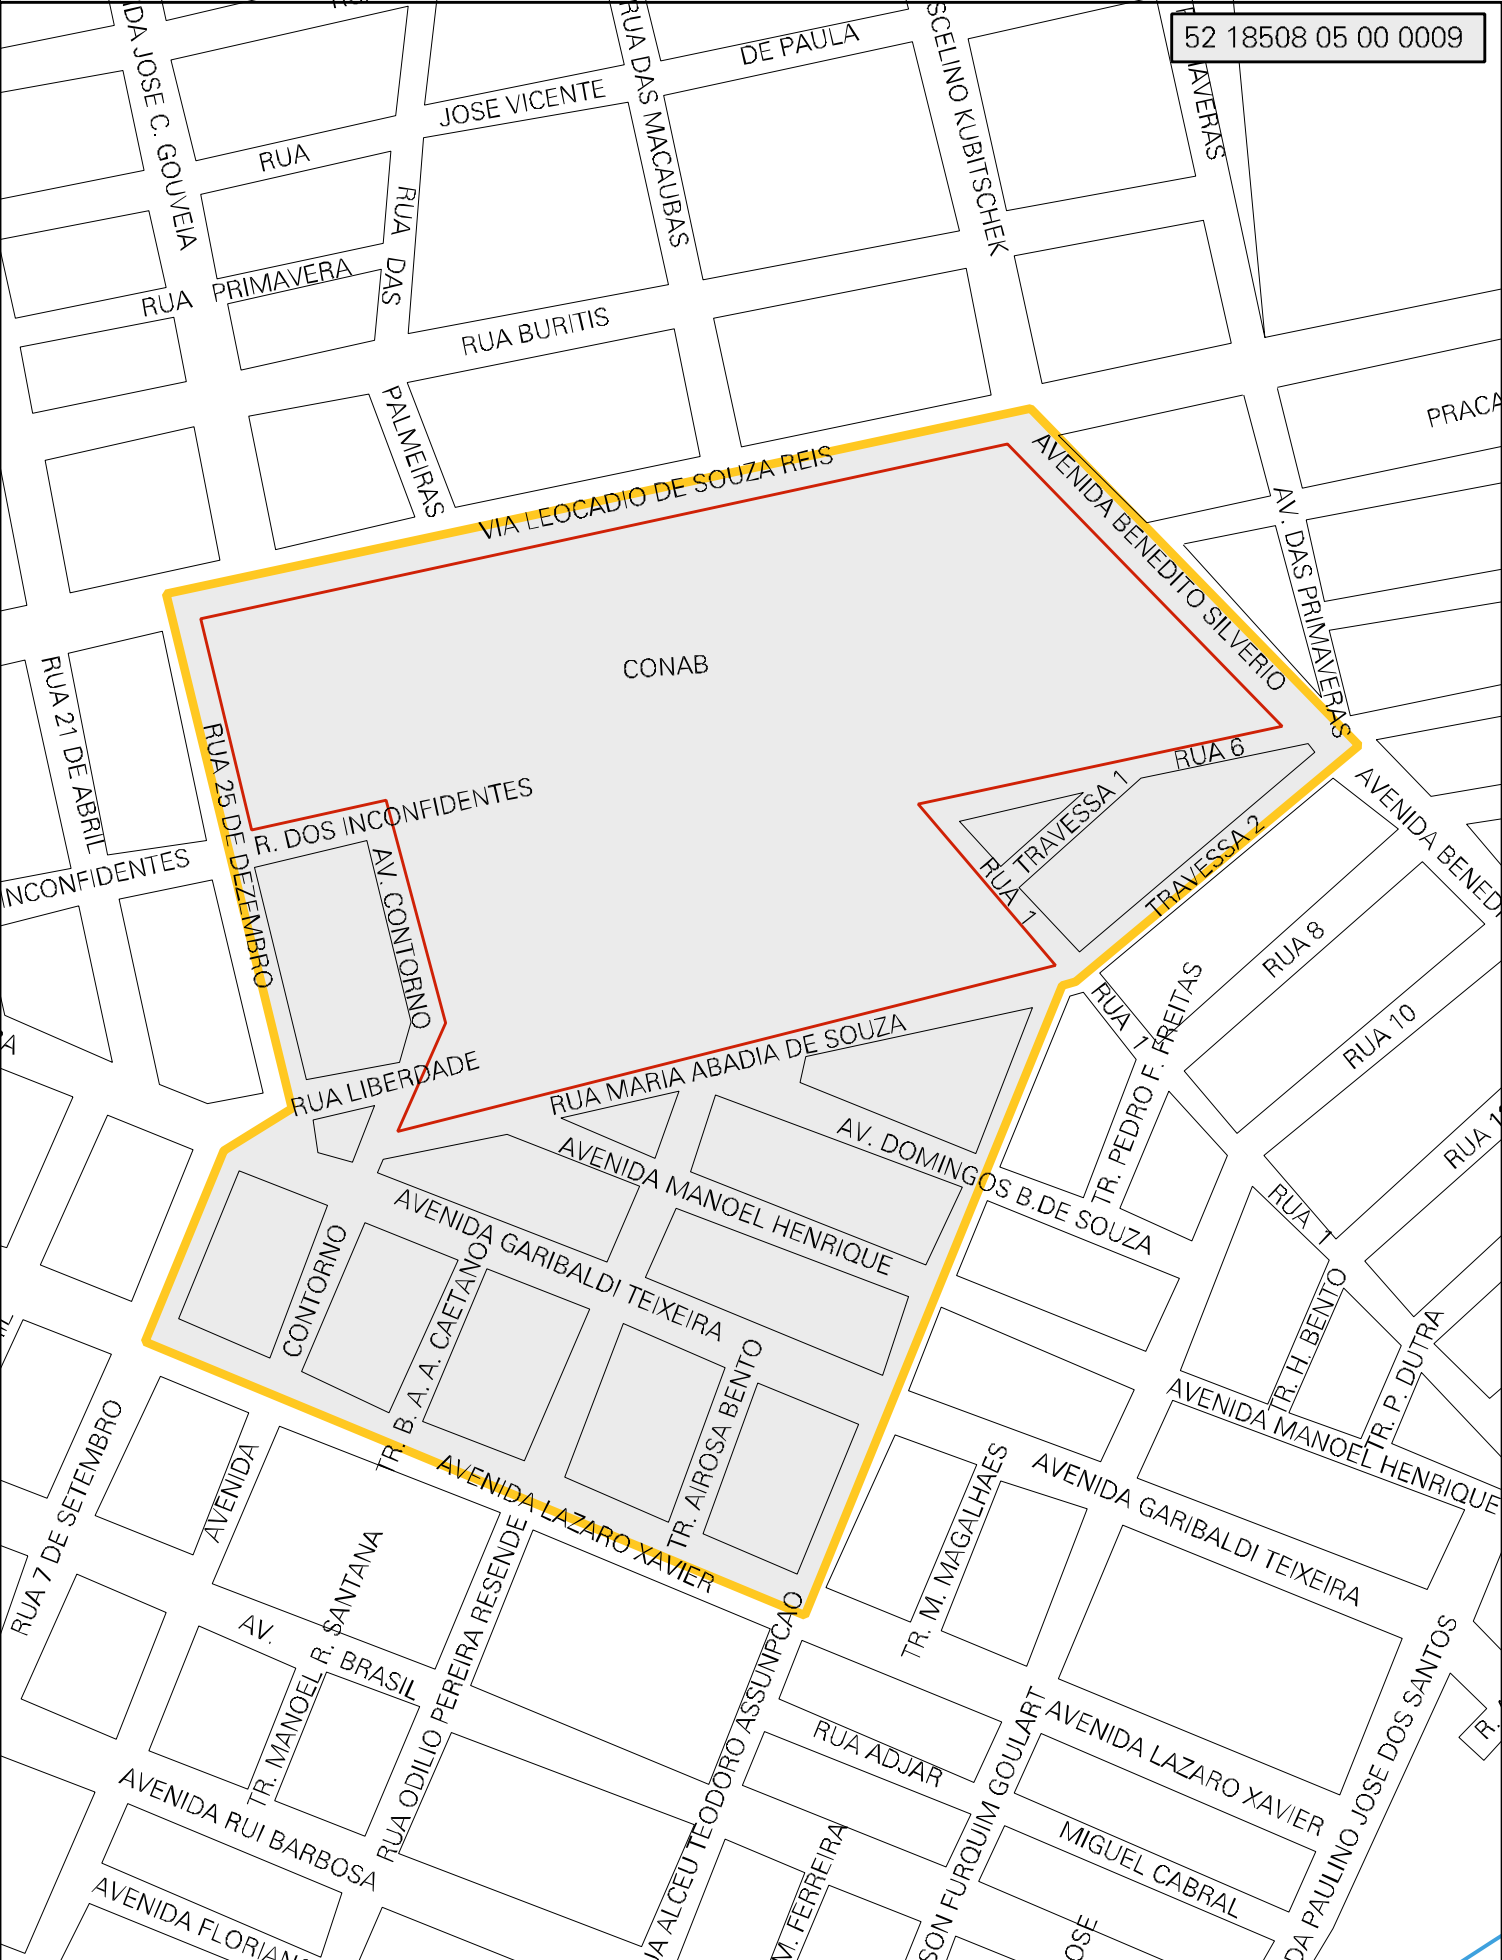 52 18508 05 00 0009
DE PAULA
JOSE VICENTE
RUA
IDA JOSE C. GOUVEIA
RUA DAS MACAUBAS
SCELINO KUBITSCHEK
AVERAS
RUA DAS
PALMEIRAS
RUA PRIMAVERA
RUA BURITIS
PRACA
VIA LEOCADIO DE SOUZA REIS
AVENIDA BENEDITO SILVERIO
AV. DAS PRIMAVERAS
CONAB
RUA 21 DE ABRIL
RUA 25 DE DEZEMBRO
RUA 6
TRAVESSA 1
TRAVESSA 2
RUA 1
AVENIDA BENEDI
R. DOS INCONFIDENTES
INCONFIDENTES
AV. CONTORNO
RUA 8
RUA 10
RUA 1
TR. PEDRO F. FREITAS
RUA 1
RUA LIBERDADE
RUA MARIA ABADIA DE SOUZA
AV. DOMINGOS B.DE SOUZA
AVENIDA MANOEL HENRIQUE
AVENIDA GARIBALDI TEIXEIRA
RUA 1
CONTORNO
AVENIDA
TR. B. A. A. CAETANO
TR. AIROSA BENTO
TR. H. BENTO
TR. P. DUTRA
AVENIDA MANOEL HENRIQUE
AVENIDA GARIBALDI TEIXEIRA
AVENIDA LAZARO XAVIER
RUA 7 DE SETEMBRO
TR. M. MAGALHAES
TR. MANOEL R. SANTANA
AV. BRASIL
RUA ODILIO PEREIRA RESENDE
UA ALCEU TEODORO ASSUNPCAO
RUA ADJAR
AVENIDA LAZARO XAVIER
MIGUEL CABRAL
SON FURQUIM GOULART
DA PAULINO JOSE DOS SANTOS
R.
AVENIDA RUI BARBOSA
AVENIDA FLORIAN
M. FERREIRA
OSE